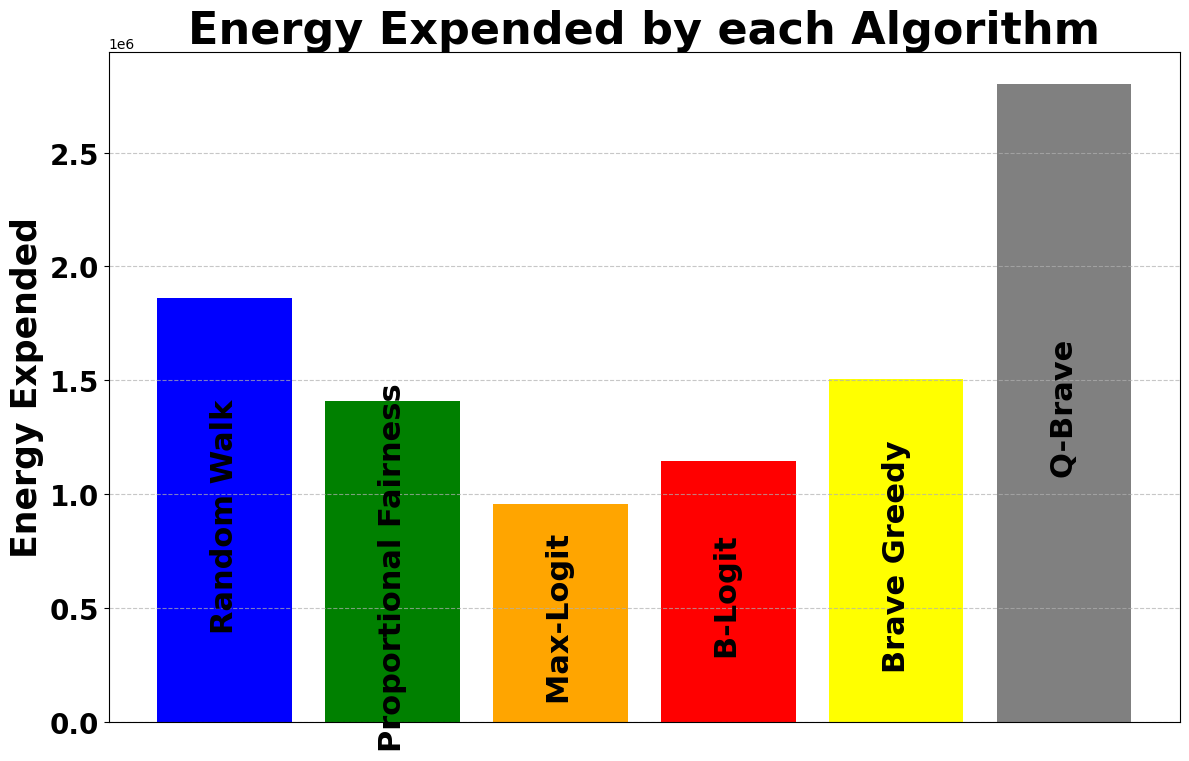 Energy Expended by each Algorithm
1e6
Energy Expended
2.5
2.0
1.5
1.0
0.5
0.0
Random Walk
Proportional Fairness
Max-Logit
B-Logit
Brave Greedy
Q-Brave